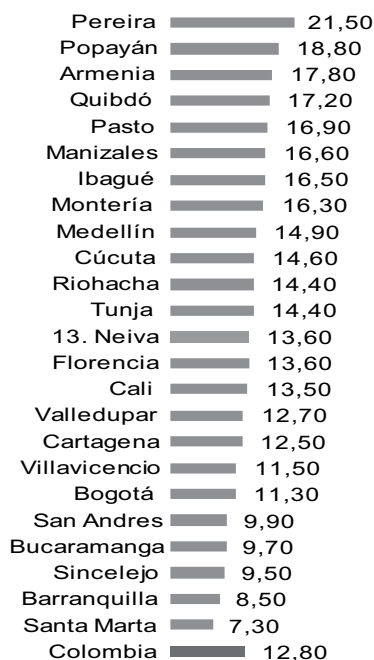 Pereira 21,50
Popayán 18,80
Armenia 17,80
Quibdó 17,20
Pasto 16,90
Manizales 16,60
Ibagué 16,50
Montería 16,30
Medellín 14,90
Cúcuta 14,60
Riohacha 14,40
Tunja 14,40
13. Neiva 13,60
Florencia 13,60
Cali 13,50
Valledupar 12,70
Cartagena 12,50
Villavicencio 11,50
Bogotá 11,30
San Andres 9,90
Bucaramanga 9,70
Sincelejo 9,50
Barranquilla 8,50
Santa Marta 7,30
Colombia 12,80